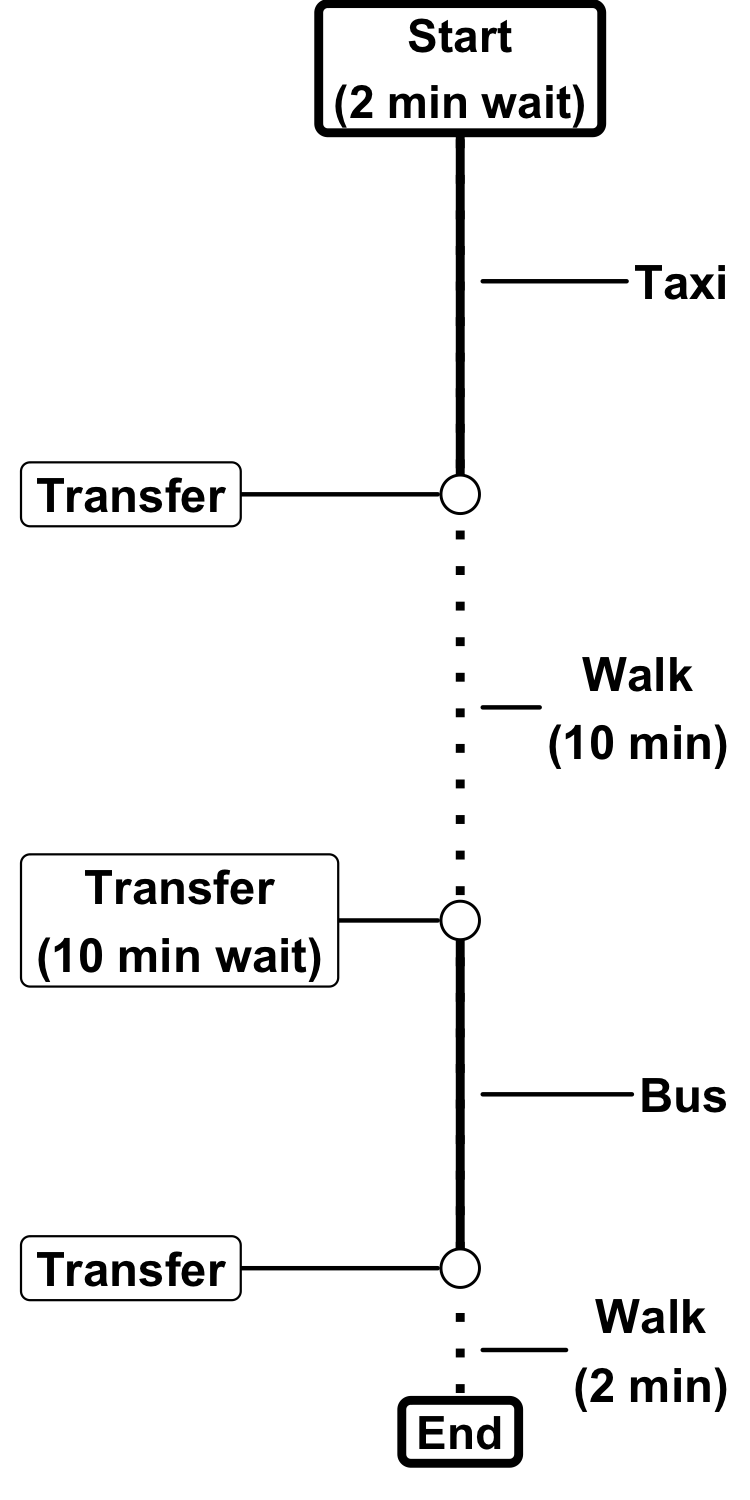 Start
(2 min wait)
Taxi
Transfer
Walk
(10 min)
Transfer
(10 min wait)
Bus
Transfer
Walk
(2 min)
End